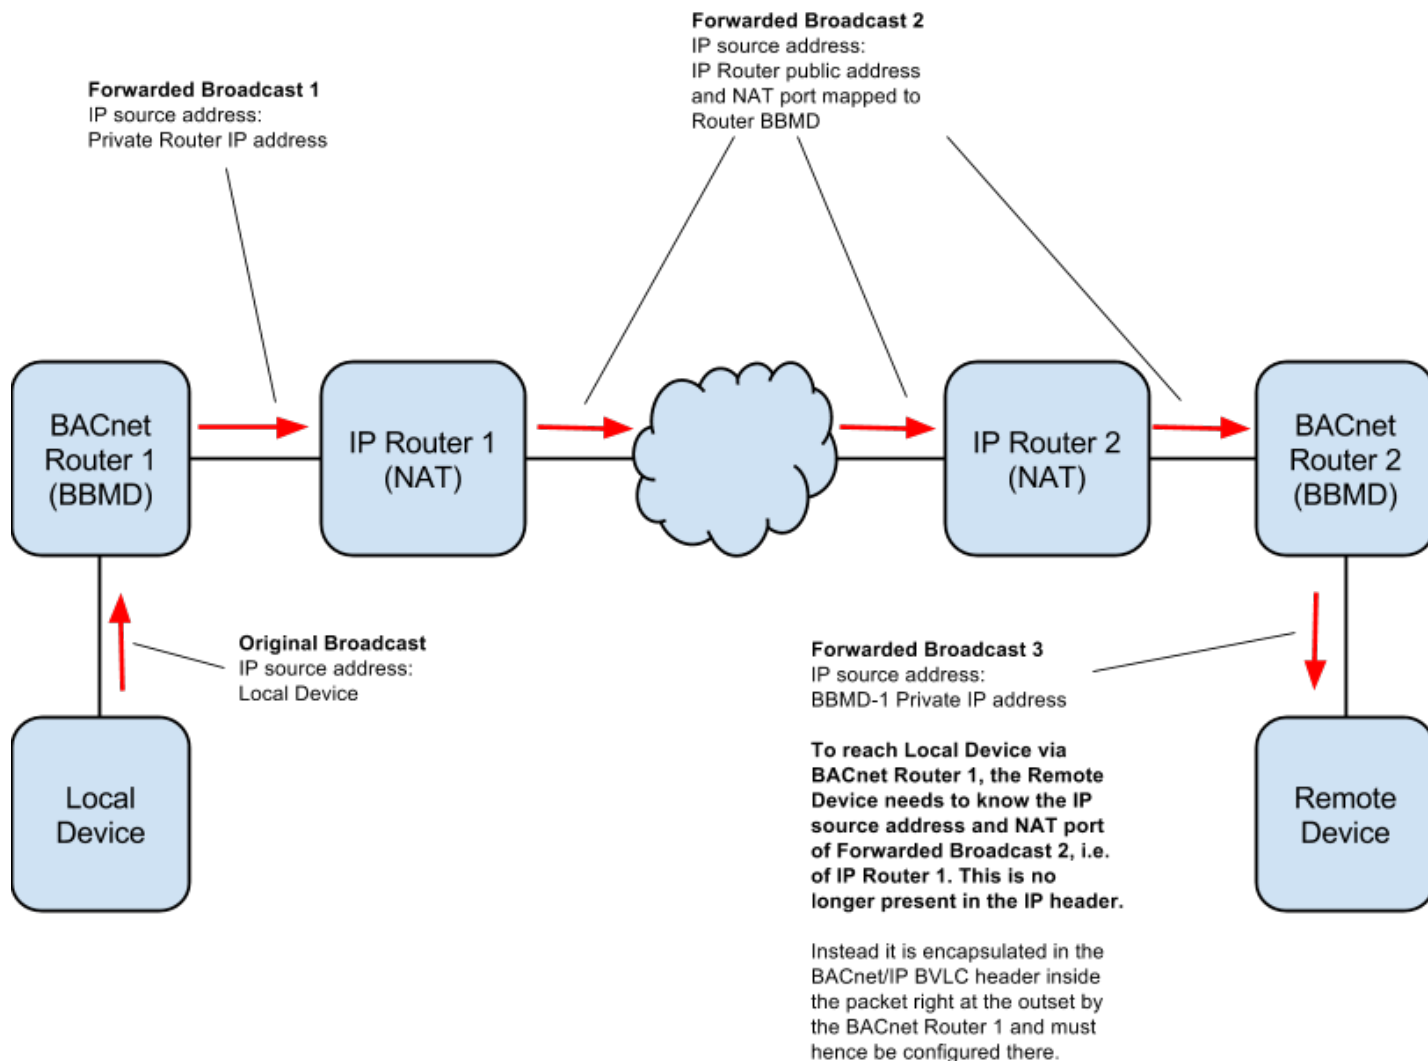 Forwarded Broadcast 2
IP source address:
IP Router public address
and NAT port mapped to
Router BBMD
Forwarded Broadcast 1
IP source address:
Private Router IP address
BACnet
Router 1
(BBMD)
IP Router 1
(NAT)
IP Router 2
(NAT)
BACnet
Router 2
(BBMD)
Original Broadcast
IP source address:
Local Device
Forwarded Broadcast 3
IP source address:
BBMD-1 Private IP address
To reach Local Device via
BACnet Router 1, the Remote
Device needs to know the IP
source address and NAT port
of Forwarded Broadcast 2, i.e.
of IP Router 1. This is no
longer present in the IP header.
Instead it is encapsulated in the
BACnet/IP BVLC header inside
the packet right at the outset by
the BACnet Router 1 and must
hence be configured there.
Local
Device
Remote
Device